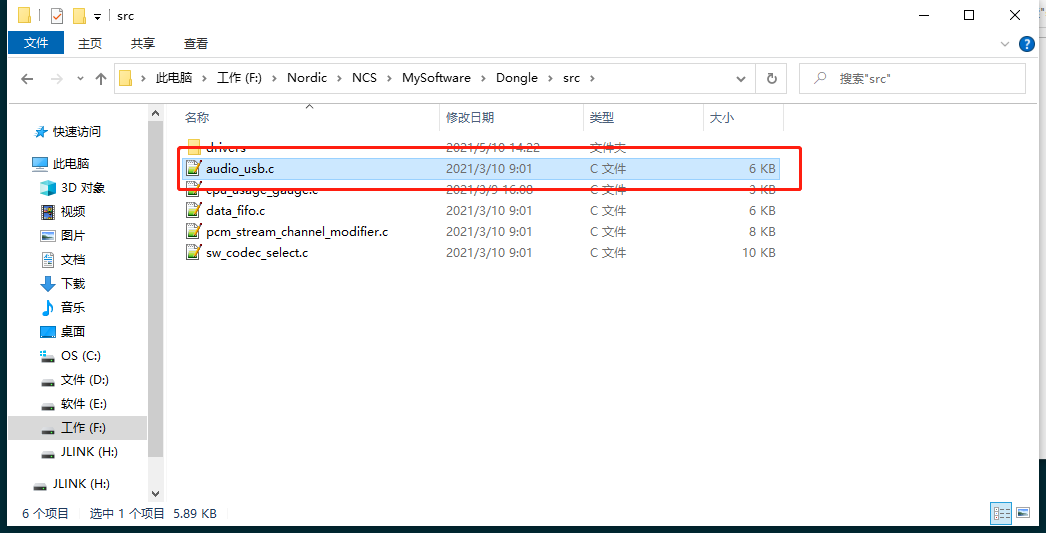 src
文件 主页 共享 查看
此电脑 工作 (F:) Nordic NCS MySoftware Dongle src 搜索"src"
名称 修改日期 类型 大小
drivers 2021/5/10 14:22 文件夹
audio_usb.c 2021/3/10 9:01 C 文件 6 KB
cpu_usage_gauge.c 2021/3/9 16:00 C 文件 3 KB
data_fifo.c 2021/3/10 9:01 C 文件 6 KB
pcm_stream_channel_modifier.c 2021/3/10 9:01 C 文件 8 KB
sw_codec_select.c 2021/3/10 9:01 C 文件 10 KB
快速访问
此电脑
3D 对象
视频
图片
文档
下载
音乐
桌面
OS (C:)
文件 (D:)
软件 (E:)
工作 (F:)
JLINK (H:)
JLINK (H:)
6 个项目 选中 1 个项目 5.89 KB